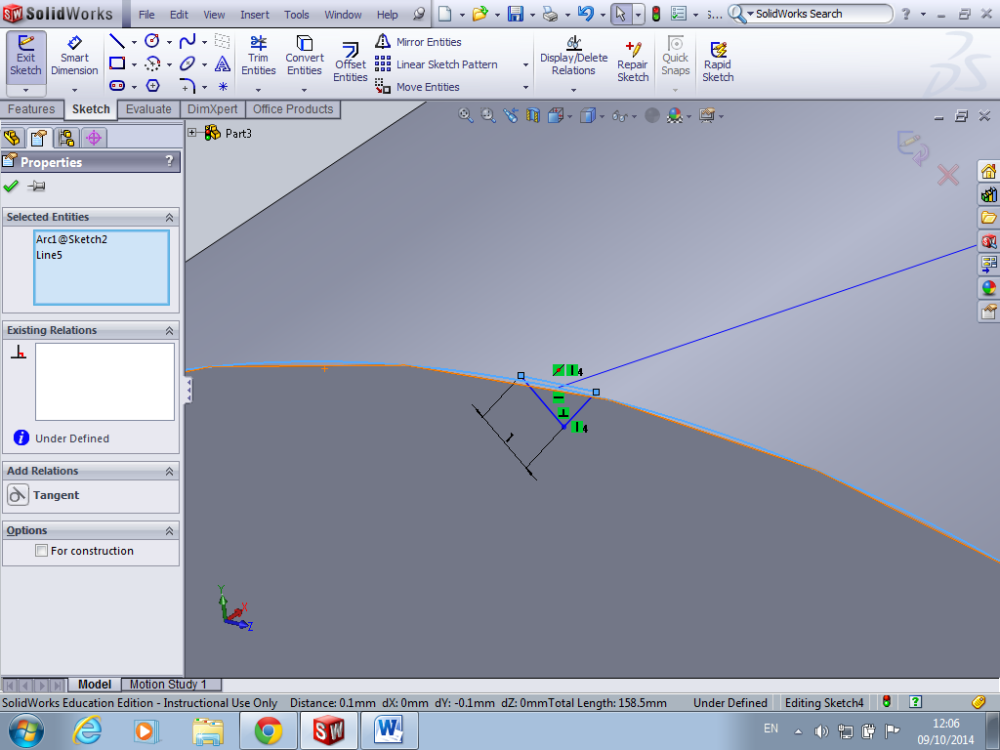 SolidWorks File Edit View Insert Tools Window Help S... SolidWorks Search
Exit Sketch
Smart Dimension
Trim Entities
Convert Entities
Offset Entities
Mirror Entities
Linear Sketch Pattern
Move Entities
Display/Delete Relations
Repair Sketch
Quick Snaps
Rapid Sketch
Features Sketch Evaluate DimXpert Office Products
Part3
Properties ?
Selected Entities
Arc1@Sketch2
Line5
Existing Relations
Under Defined
Add Relations
Tangent
Options
For construction
4
4
Y
X
Z
Model Motion Study 1
SolidWorks Education Edition - Instructional Use Only Distance: 0.1mm dX: 0mm dY: -0.1mm dZ: 0mmTotal Length: 158.5mm Under Defined Editing Sketch4
EN 12:06
09/10/2014